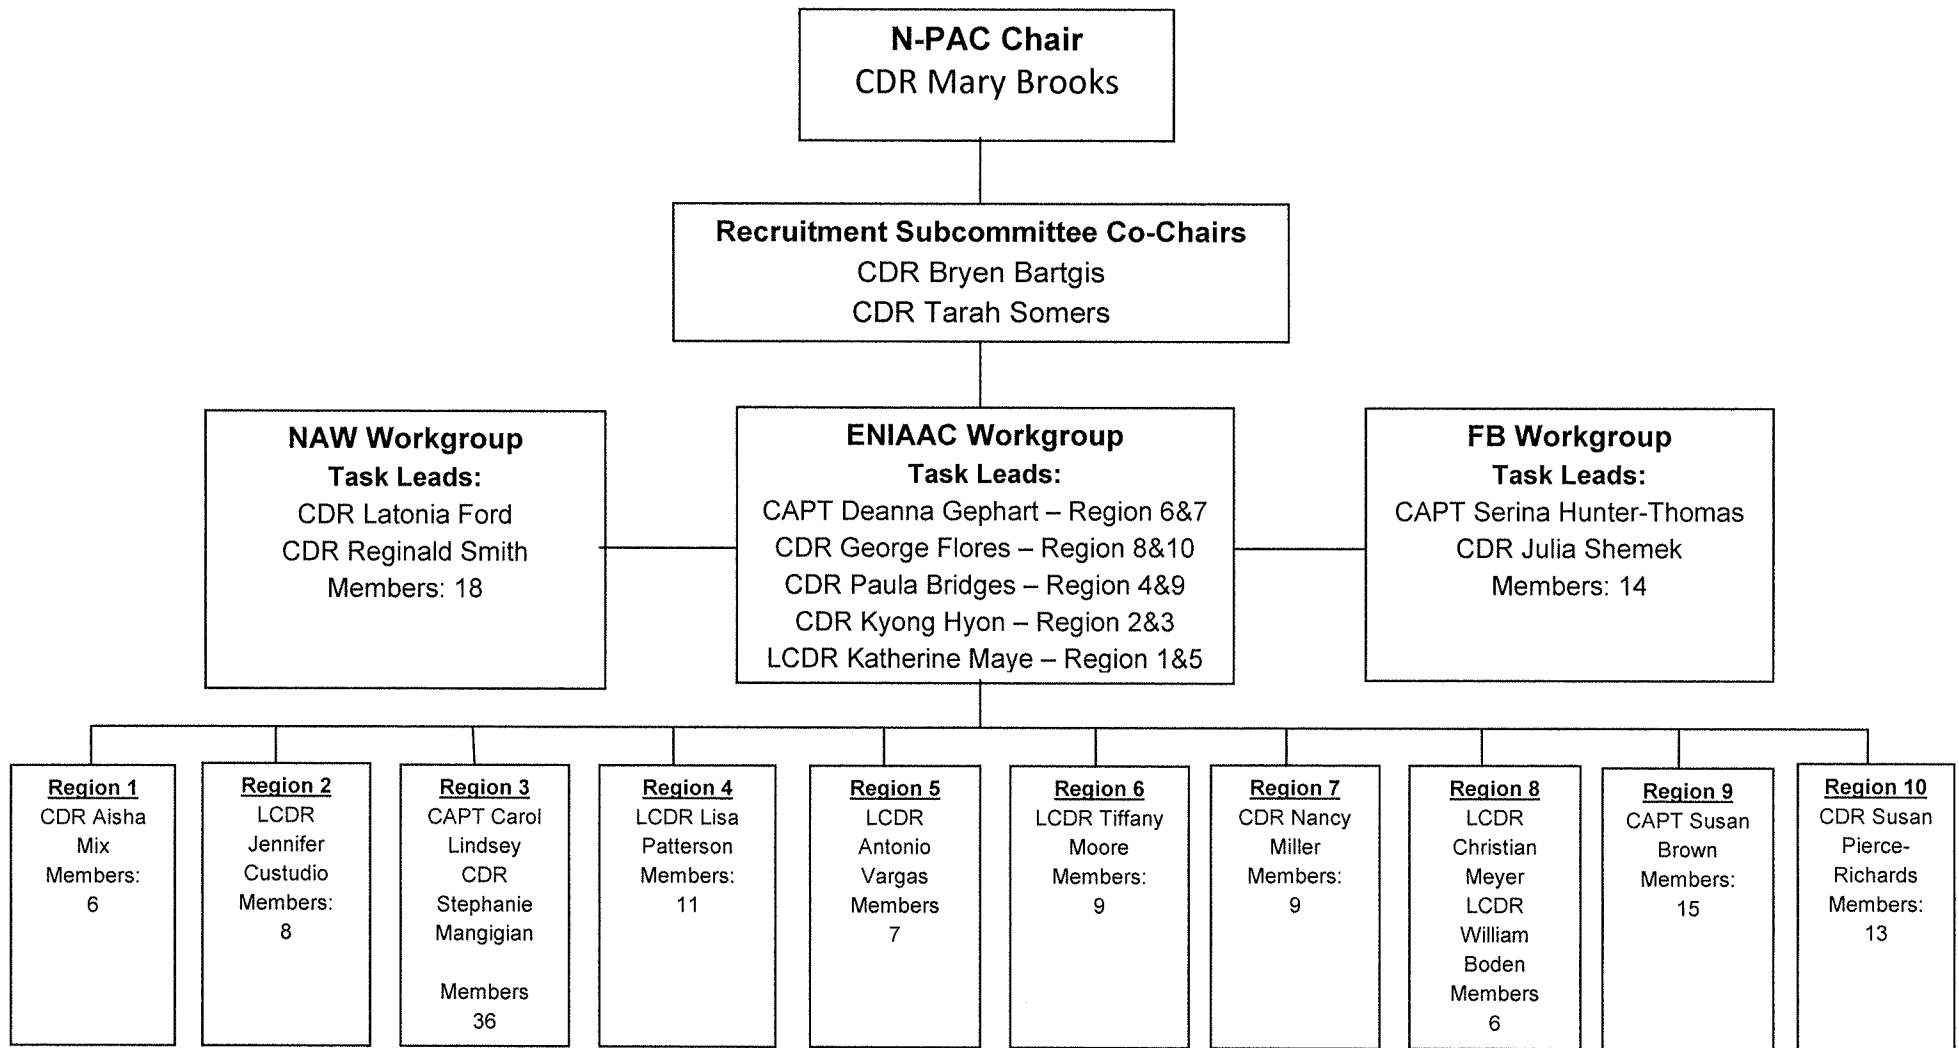 N-PAC Chair
CDR Mary Brooks
Recruitment Subcommittee Co-Chairs
CDR Bryen Bartgis
CDR Tarah Somers
NAW Workgroup
Task Leads:
CDR Latonia Ford
CDR Reginald Smith
Members: 18
ENIAAC Workgroup
Task Leads:
CAPT Deanna Gephart – Region 6&7
CDR George Flores – Region 8&10
CDR Paula Bridges – Region 4&9
CDR Kyong Hyon – Region 2&3
LCDR Katherine Maye – Region 1&5
FB Workgroup
Task Leads:
CAPT Serina Hunter-Thomas
CDR Julia Shemek
Members: 14
Region 1
CDR Aisha
Mix
Members:
6
Region 2
LCDR
Jennifer
Custudio
Members:
8
Region 3
CAPT Carol
Lindsey
CDR
Stephanie
Mangigian
Members
36
Region 4
LCDR Lisa
Patterson
Members:
11
Region 5
LCDR
Antonio
Vargas
Members
7
Region 6
LCDR Tiffany
Moore
Members:
9
Region 7
CDR Nancy
Miller
Members:
9
Region 8
LCDR
Christian
Meyer
LCDR
William
Boden
Members
6
Region 9
CAPT Susan
Brown
Members:
15
Region 10
CDR Susan
Pierce-
Richards
Members:
13